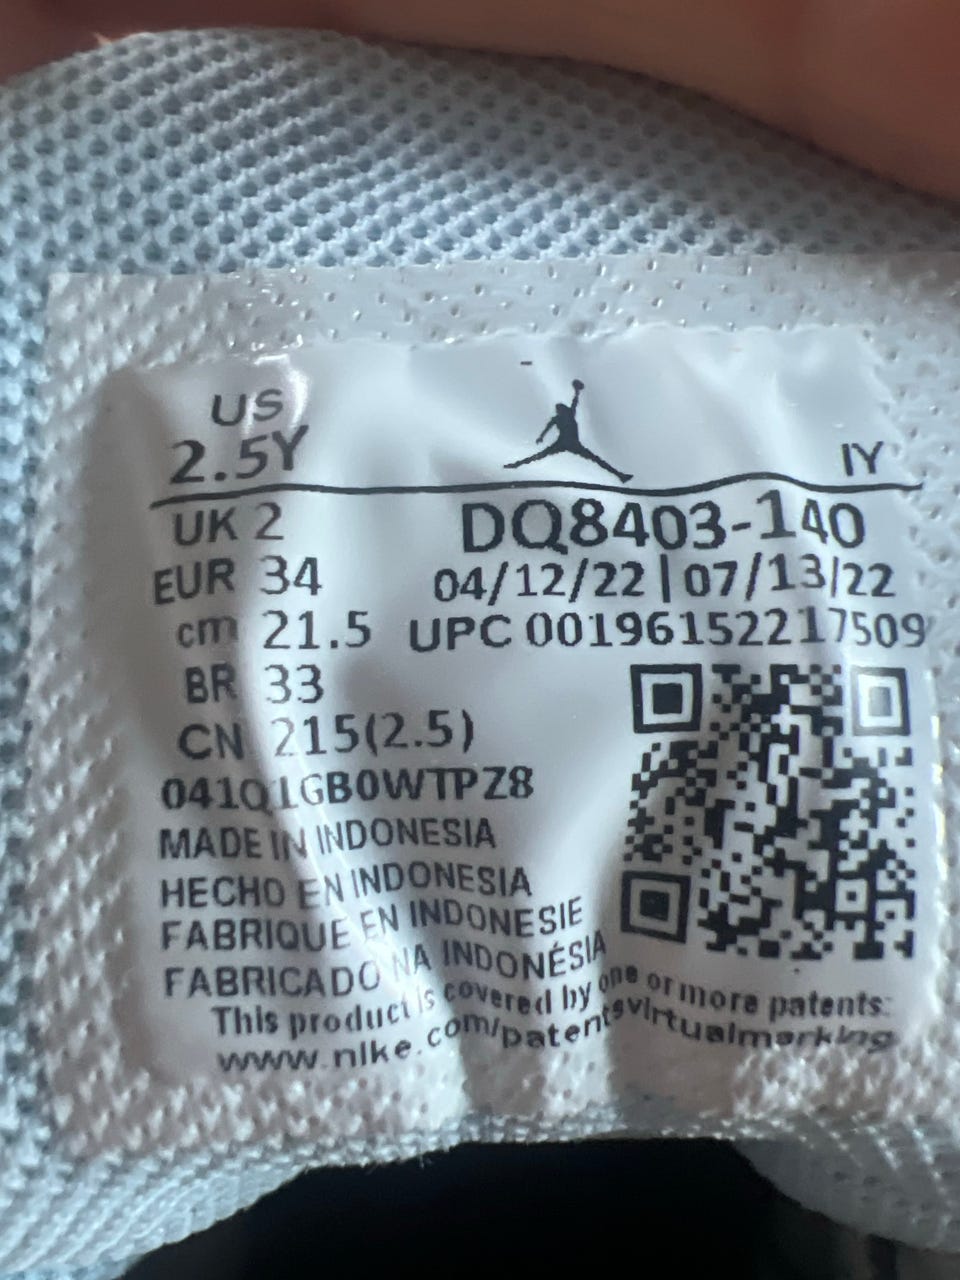 US
2.5Y
IY
UK 2
DQ8403-140
EUR 34
04/12/22 | 07/13/22
cm 21.5
UPC 00196152217509
BR 33
CN 215(2.5)
041Q1GB0WTPZ8
MADE IN INDONESIA
HECHO EN INDONESIA
FABRIQUE EN INDONESIE
FABRICADO NA INDONÉSIA
This product is covered by one or more patents:
www.nike.com/patentsvirtualmarking